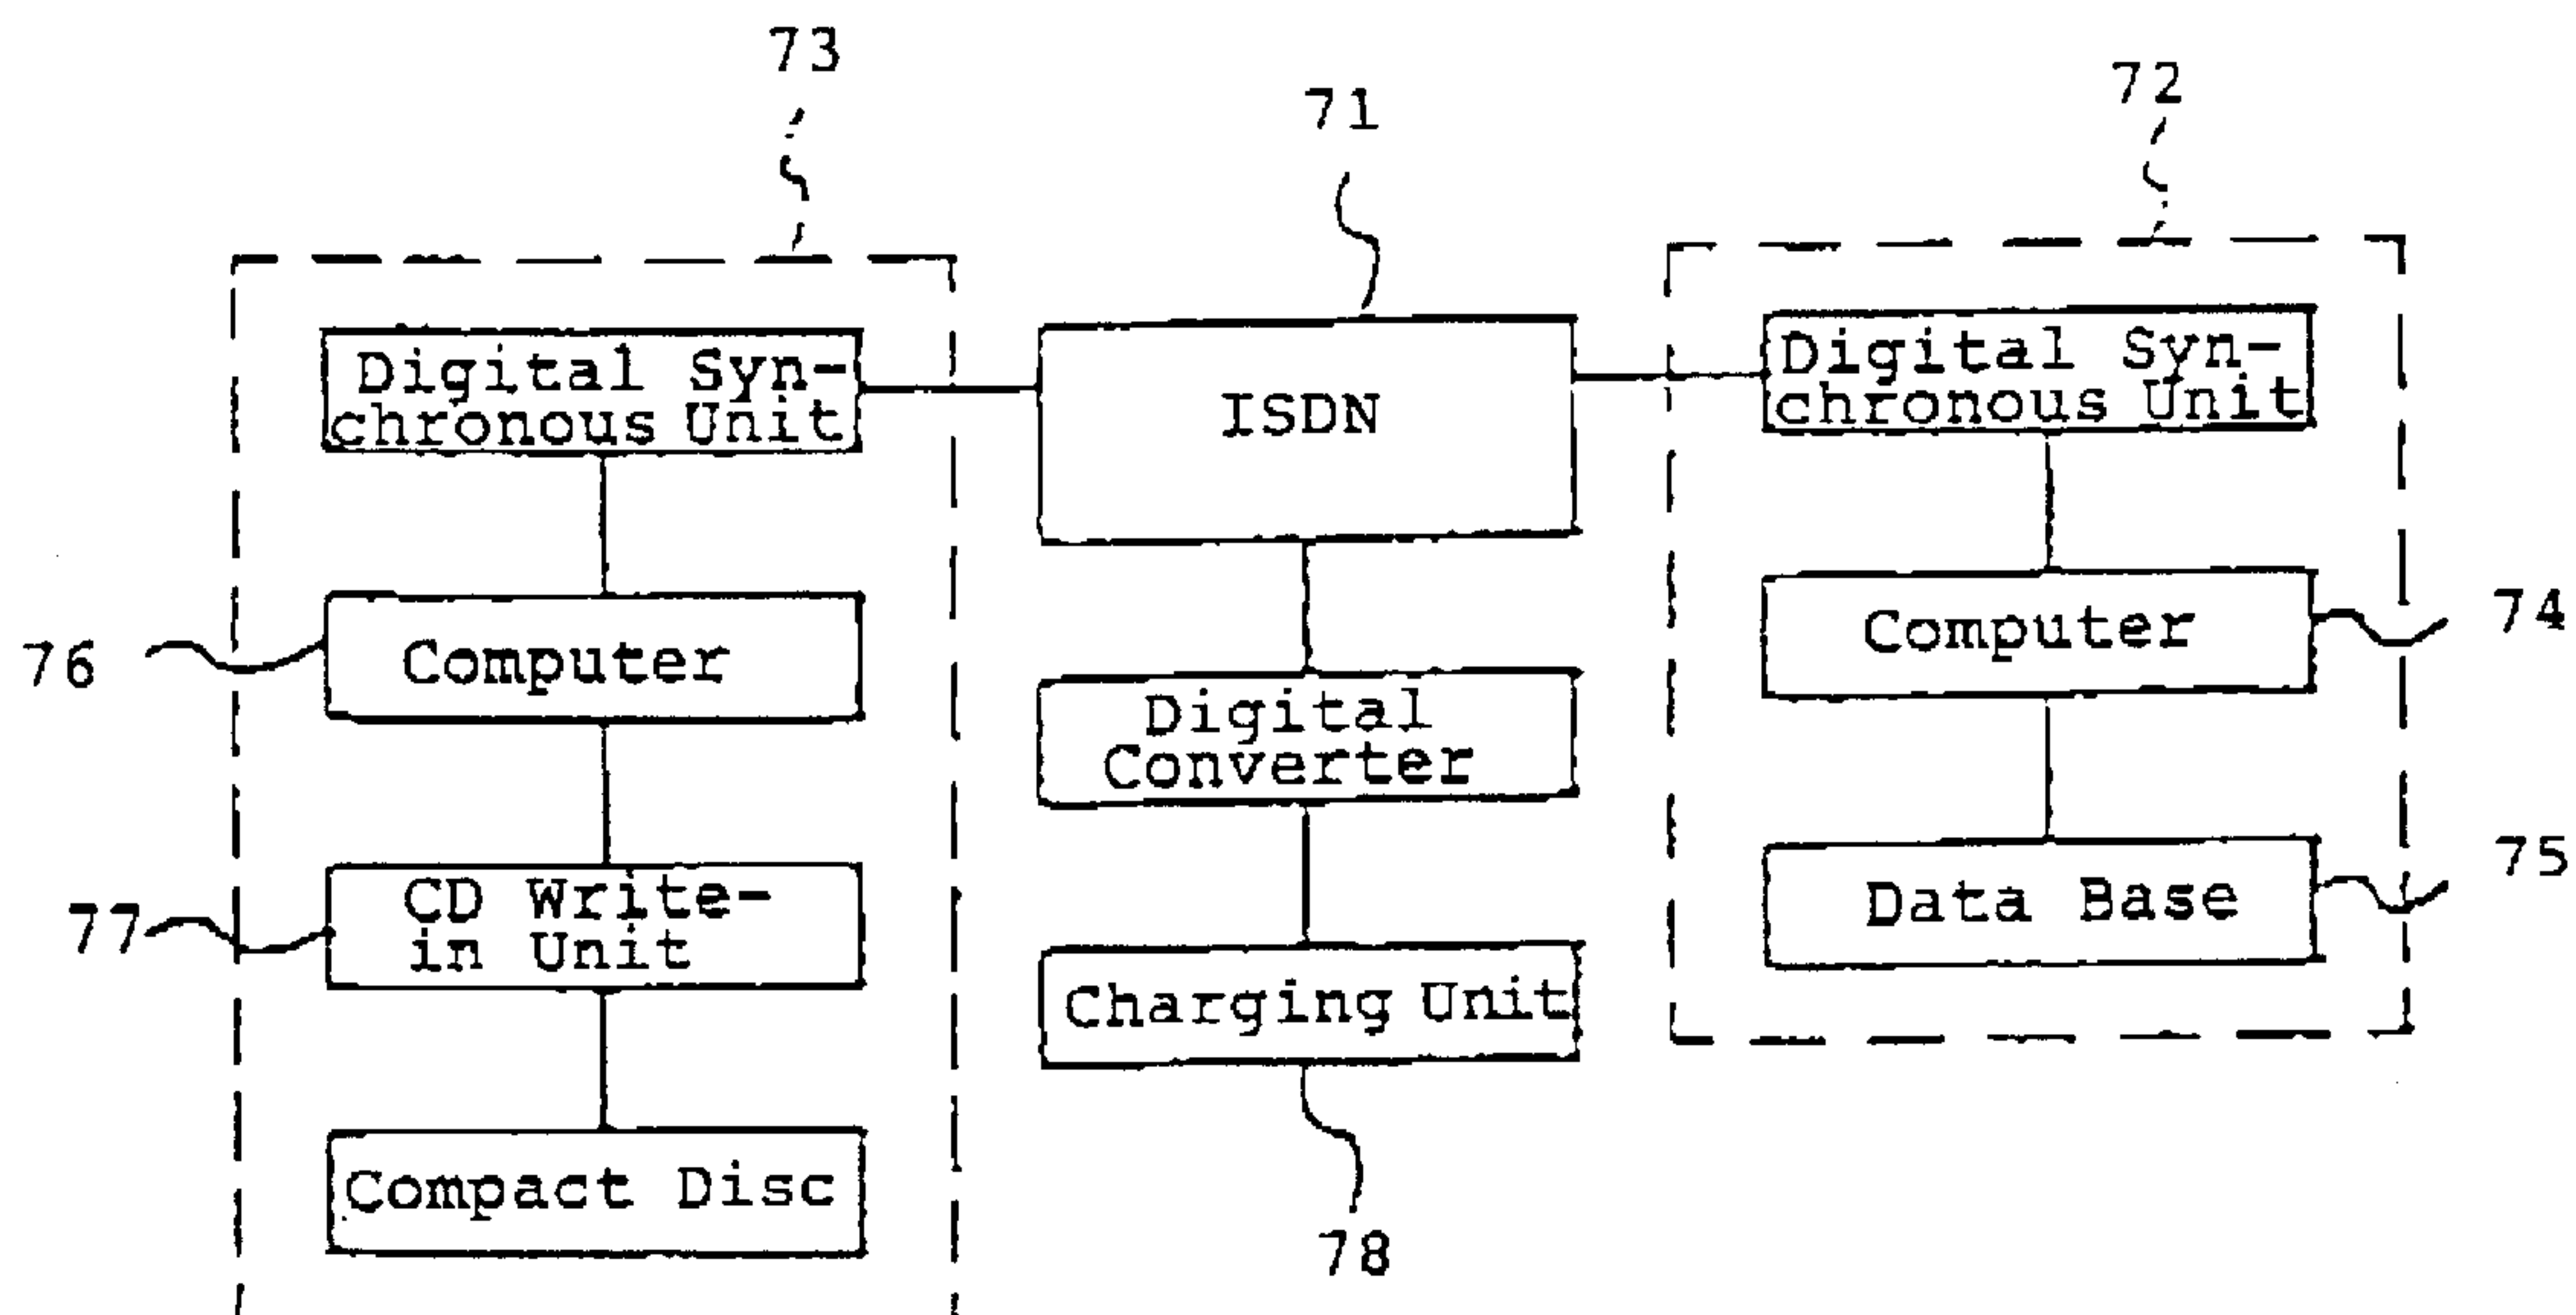 73
71
72
Digital Syn-
chronous Unit
ISDN
Digital Syn-
chronous Unit
76
Computer
Digital
Converter
Computer
74
77
CD Write-
in Unit
Charging Unit
Data Base
75
Compact Disc
78